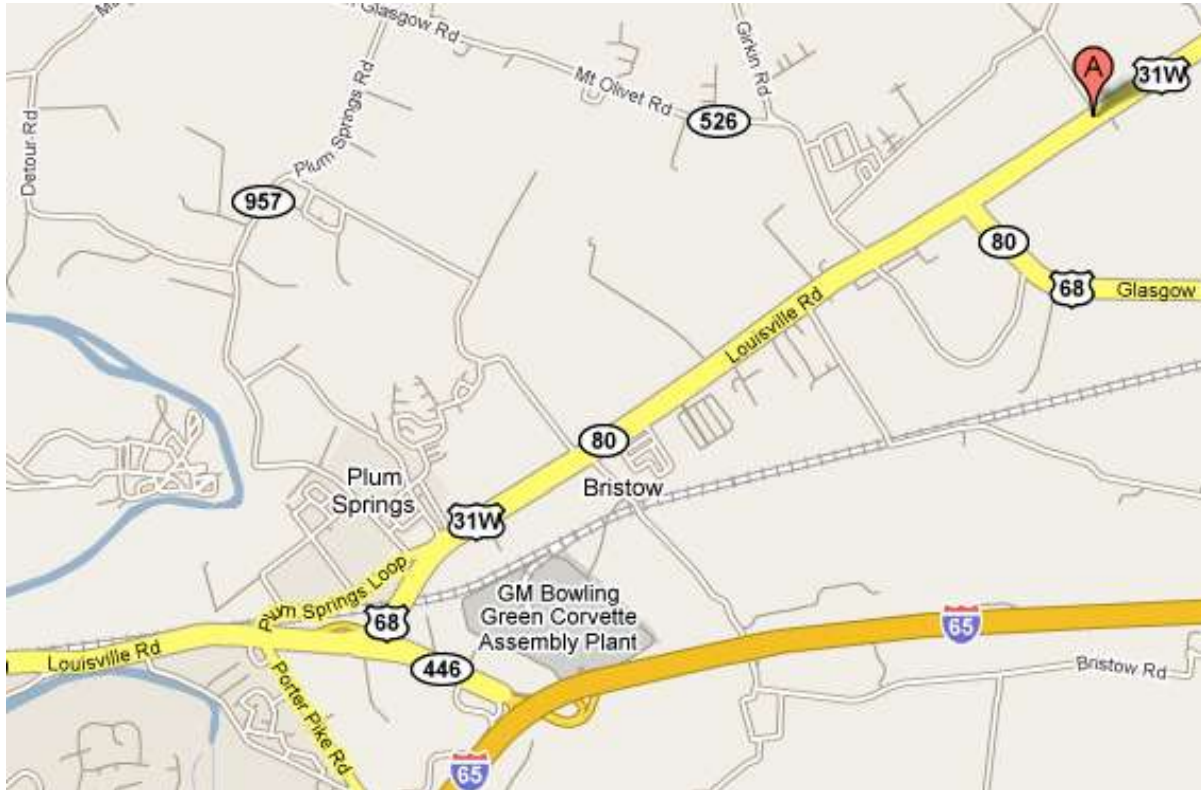 Glasgow Rd
Girkin Rd
A
31W
Mt Olivet Rd
526
Plum Springs Rd
Detour Rd
957
80
68
Glasgow
Louisville Rd
80
Plum
Springs
Bristow
31W
Plum Springs Loop
GM Bowling
Green Corvette
Assembly Plant
68
65
Louisville Rd
446
Bristow Rd
Porter Pike Rd
65